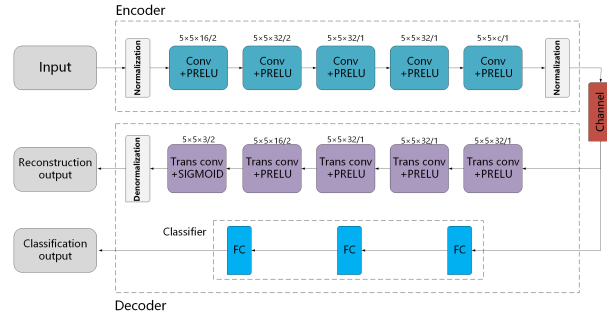 Encoder
5×5×16/2
5×5×32/2
5×5×32/1
5×5×32/1
5×5×c/1
Input
Normalization
Conv
+PRELU
Conv
+PRELU
Conv
+PRELU
Conv
+PRELU
Conv
+PRELU
Normalization
Channel
5×5×3/2
5×5×16/2
5×5×32/1
5×5×32/1
5×5×32/1
Reconstruction
output
Denormalization
Trans conv
+SIGMOID
Trans conv
+PRELU
Trans conv
+PRELU
Trans conv
+PRELU
Trans conv
+PRELU
Classifier
Classification
output
FC
FC
FC
Decoder